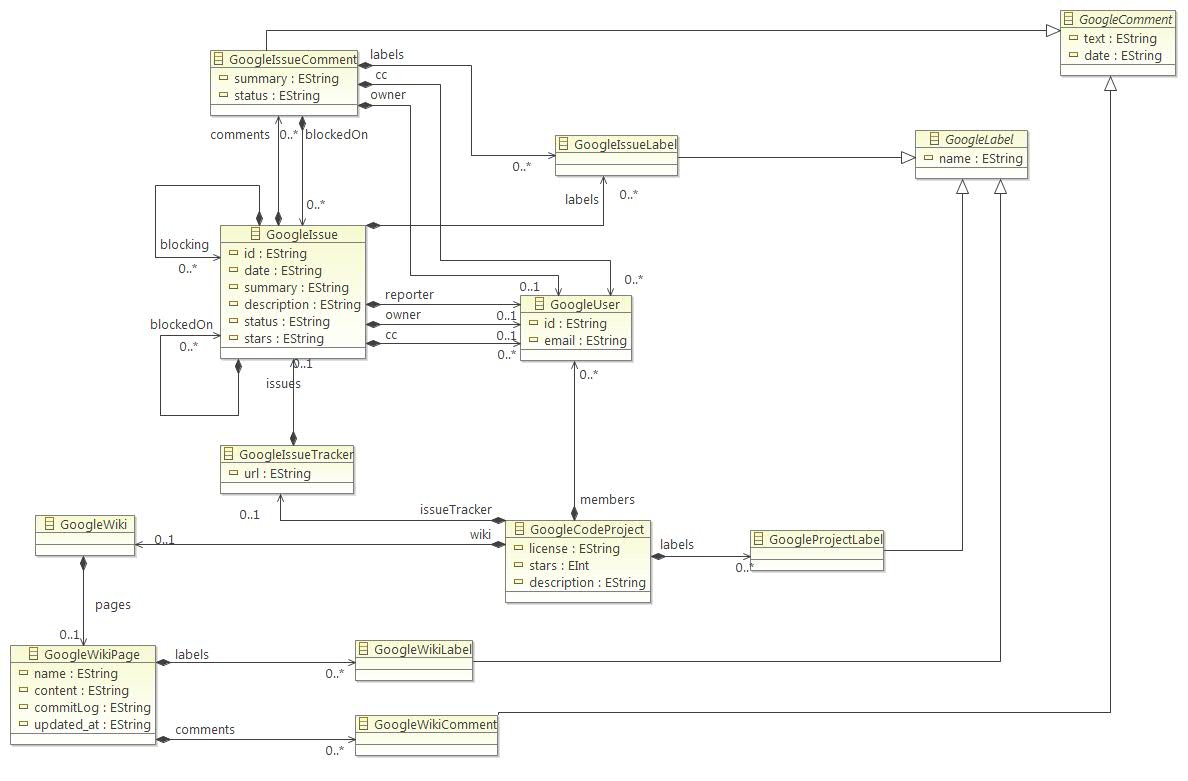 GoogleComment
text : EString
date : EString
GoogleIssueComment
summary : EString
status : EString
labels
cc
owner
comments
0..*
blockedOn
GoogleIssueLabel
0..*
GoogleLabel
name : EString
labels
0..*
0..*
GoogleIssue
id : EString
date : EString
summary : EString
description : EString
status : EString
stars : EString
blocking
0..*
blockedOn
0..*
reporter
0..1
0..*
owner
0..1
cc
0..1
0..*
GoogleUser
id : EString
email : EString
0..1
issues
0..*
GoogleIssueTracker
url : EString
0..1
issueTracker
members
GoogleWiki
0..1
wiki
GoogleCodeProject
license : EString
stars : EInt
description : EString
labels
0..*
GoogleProjectLabel
pages
0..1
GoogleWikiPage
name : EString
content : EString
commitLog : EString
updated_at : EString
labels
0..*
GoogleWikiLabel
comments
0..*
GoogleWikiComment